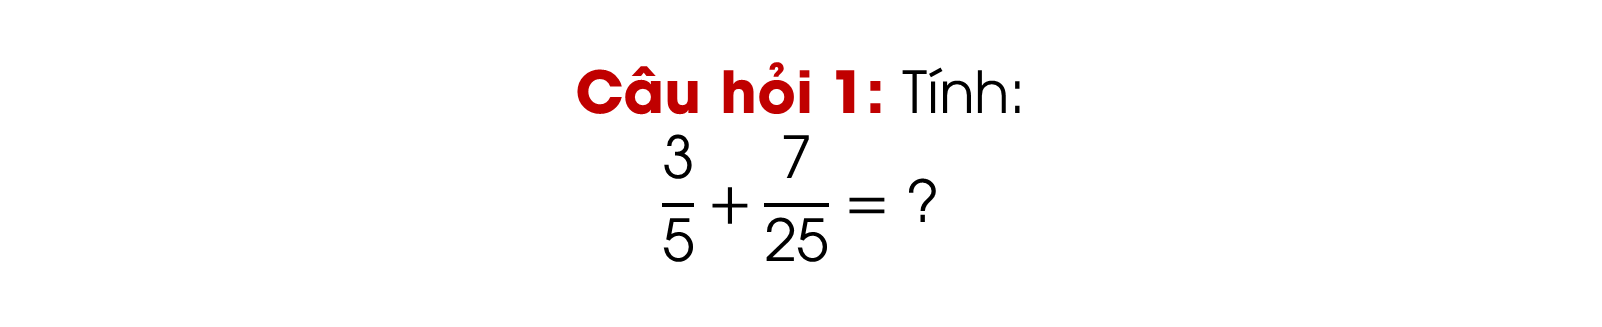 Câu hỏi 1: Tính:
3/5 + 7/25 = ?